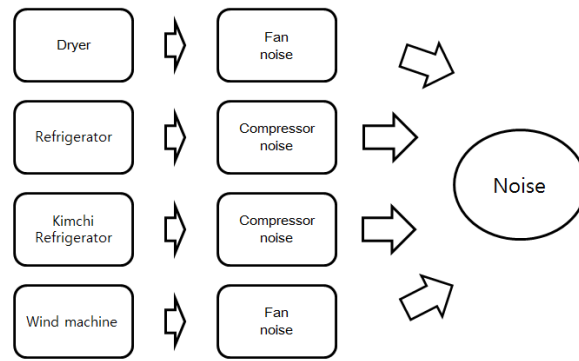 Dryer
Fan
noise
Refrigerator
Compressor
noise
Noise
Kimchi
Refrigerator
Compressor
noise
Wind machine
Fan
noise